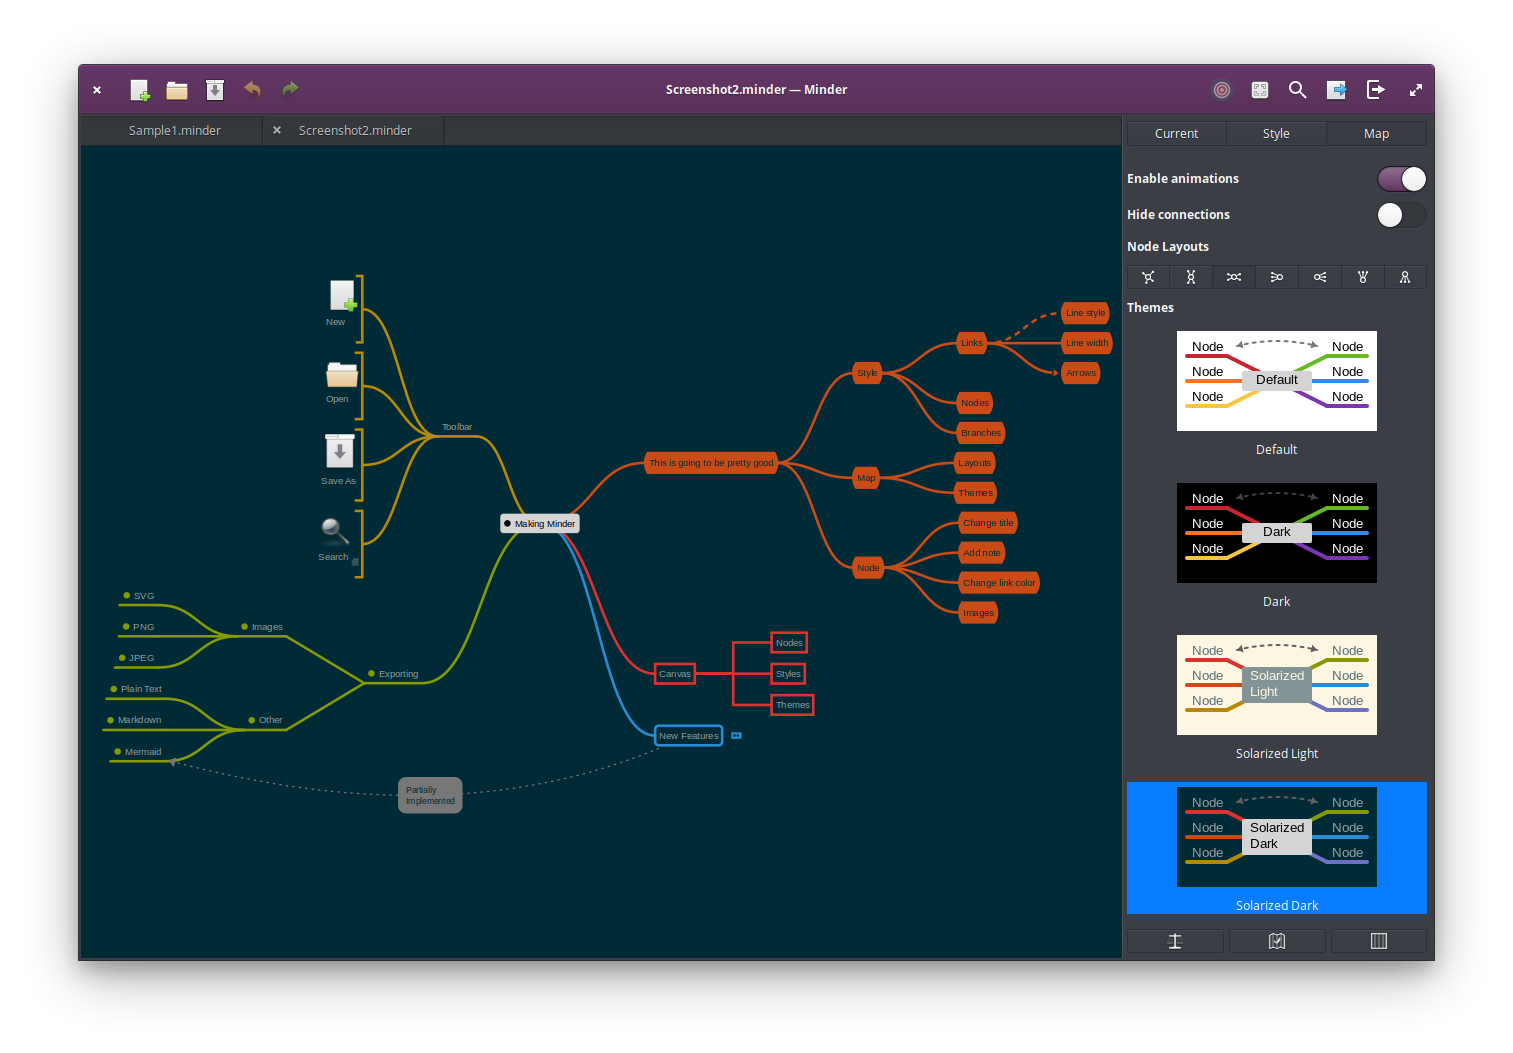 Screenshot2.minder — Minder
Sample1.minder
Screenshot2.minder
New
Open
Save As
Search
Toolbar
Making Minder
SVG
PNG
JPEG
Images
Plain Text
Markdown
Mermaid
Other
Exporting
Partially
Implemented
This is going to be pretty good
Style
Links
Line style
Line width
Arrows
Nodes
Branches
Map
Layouts
Themes
Node
Change title
Add note
Change link color
Images
Canvas
Nodes
Styles
Themes
New Features
Current
Style
Map
Enable animations
Hide connections
Node Layouts
Themes
Node
Node
Node
Default
Node
Node
Node
Default
Node
Node
Node
Dark
Node
Node
Node
Dark
Node
Node
Node
Solarized
Light
Node
Node
Node
Solarized Light
Node
Node
Node
Solarized
Dark
Node
Node
Node
Solarized Dark